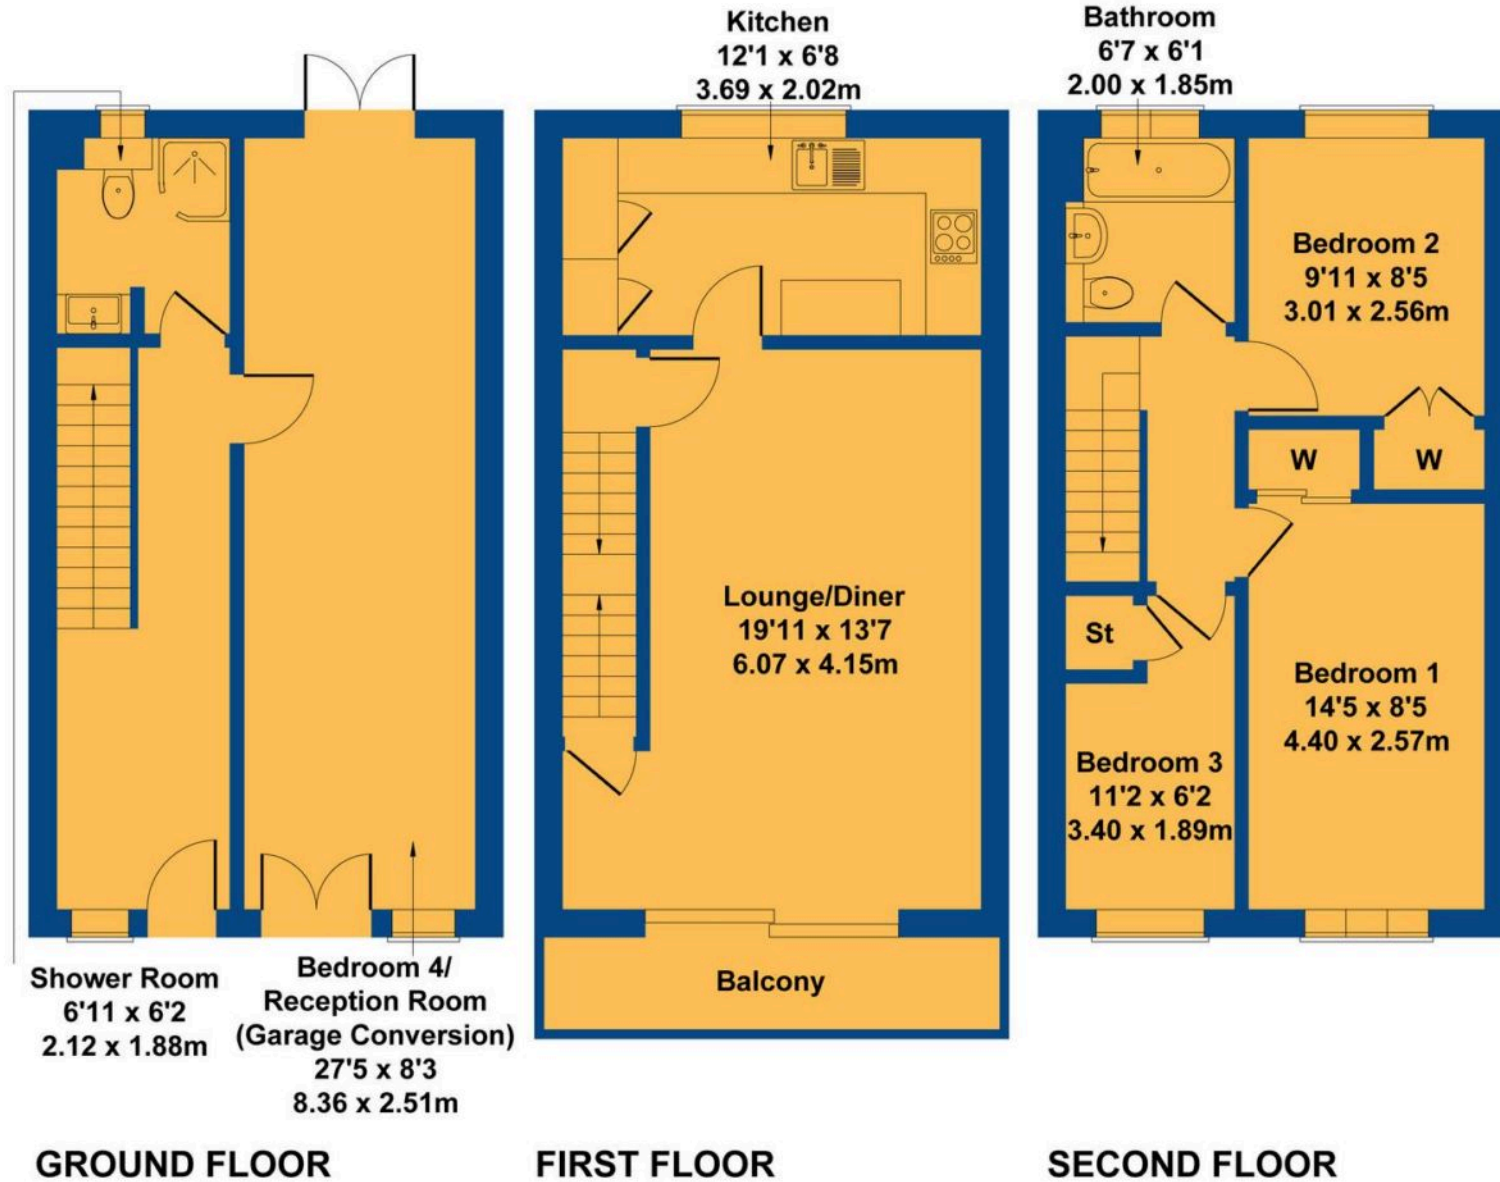 Kitchen
12'1 x 6'8
3.69 x 2.02m
Bathroom
6'7 x 6'1
2.00 x 1.85m
Bedroom 2
9'11 x 8'5
3.01 x 2.56m
W
W
Lounge/Diner
19'11 x 13'7
6.07 x 4.15m
St
Bedroom 1
14'5 x 8'5
4.40 x 2.57m
Bedroom 3
11'2 x 6'2
3.40 x 1.89m
Balcony
Shower Room
6'11 x 6'2
2.12 x 1.88m
Bedroom 4/
Reception Room
(Garage Conversion)
27'5 x 8'3
8.36 x 2.51m
GROUND FLOOR
FIRST FLOOR
SECOND FLOOR